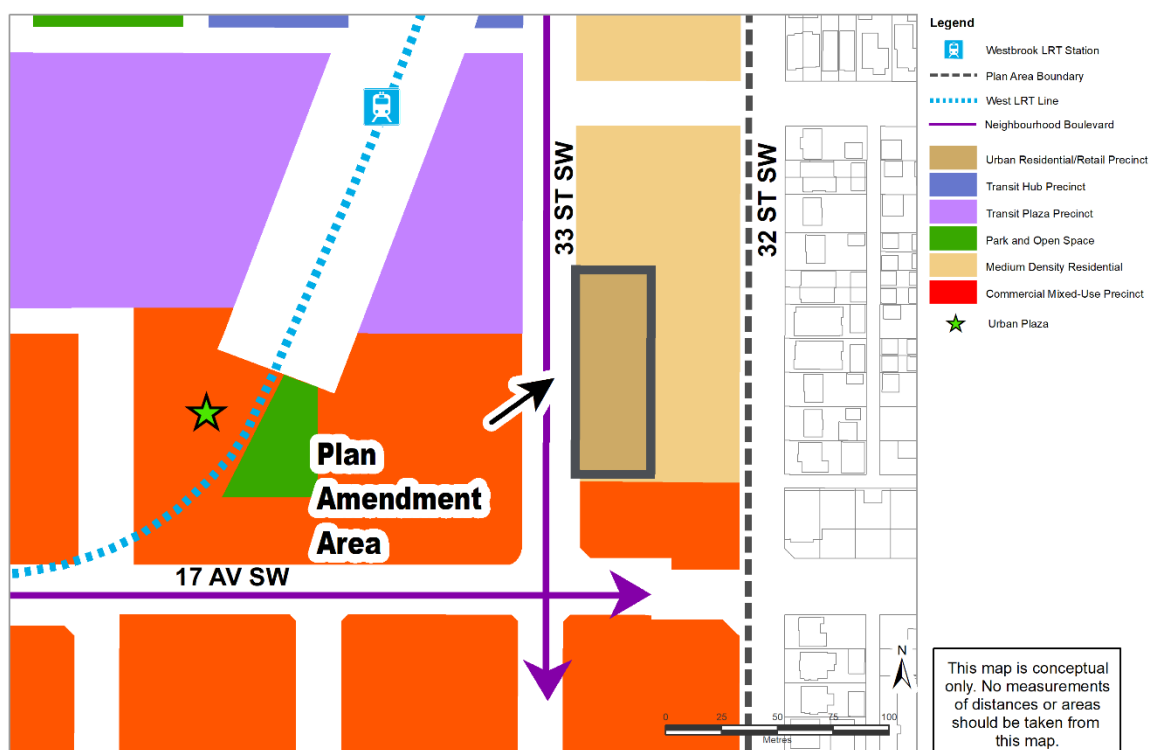 33 ST SW
32 ST SW
Plan
Amendment
Area
17 AV SW
N
0 25 50 75 100
Metres
Legend
Westbrook LRT Station
Plan Area Boundary
West LRT Line
Neighbourhood Boulevard
Urban Residential/Retail Precinct
Transit Hub Precinct
Transit Plaza Precinct
Park and Open Space
Medium Density Residential
Commercial Mixed-Use Precinct
Urban Plaza
This map is conceptual
only. No measurements
of distances or areas
should be taken from
this map.